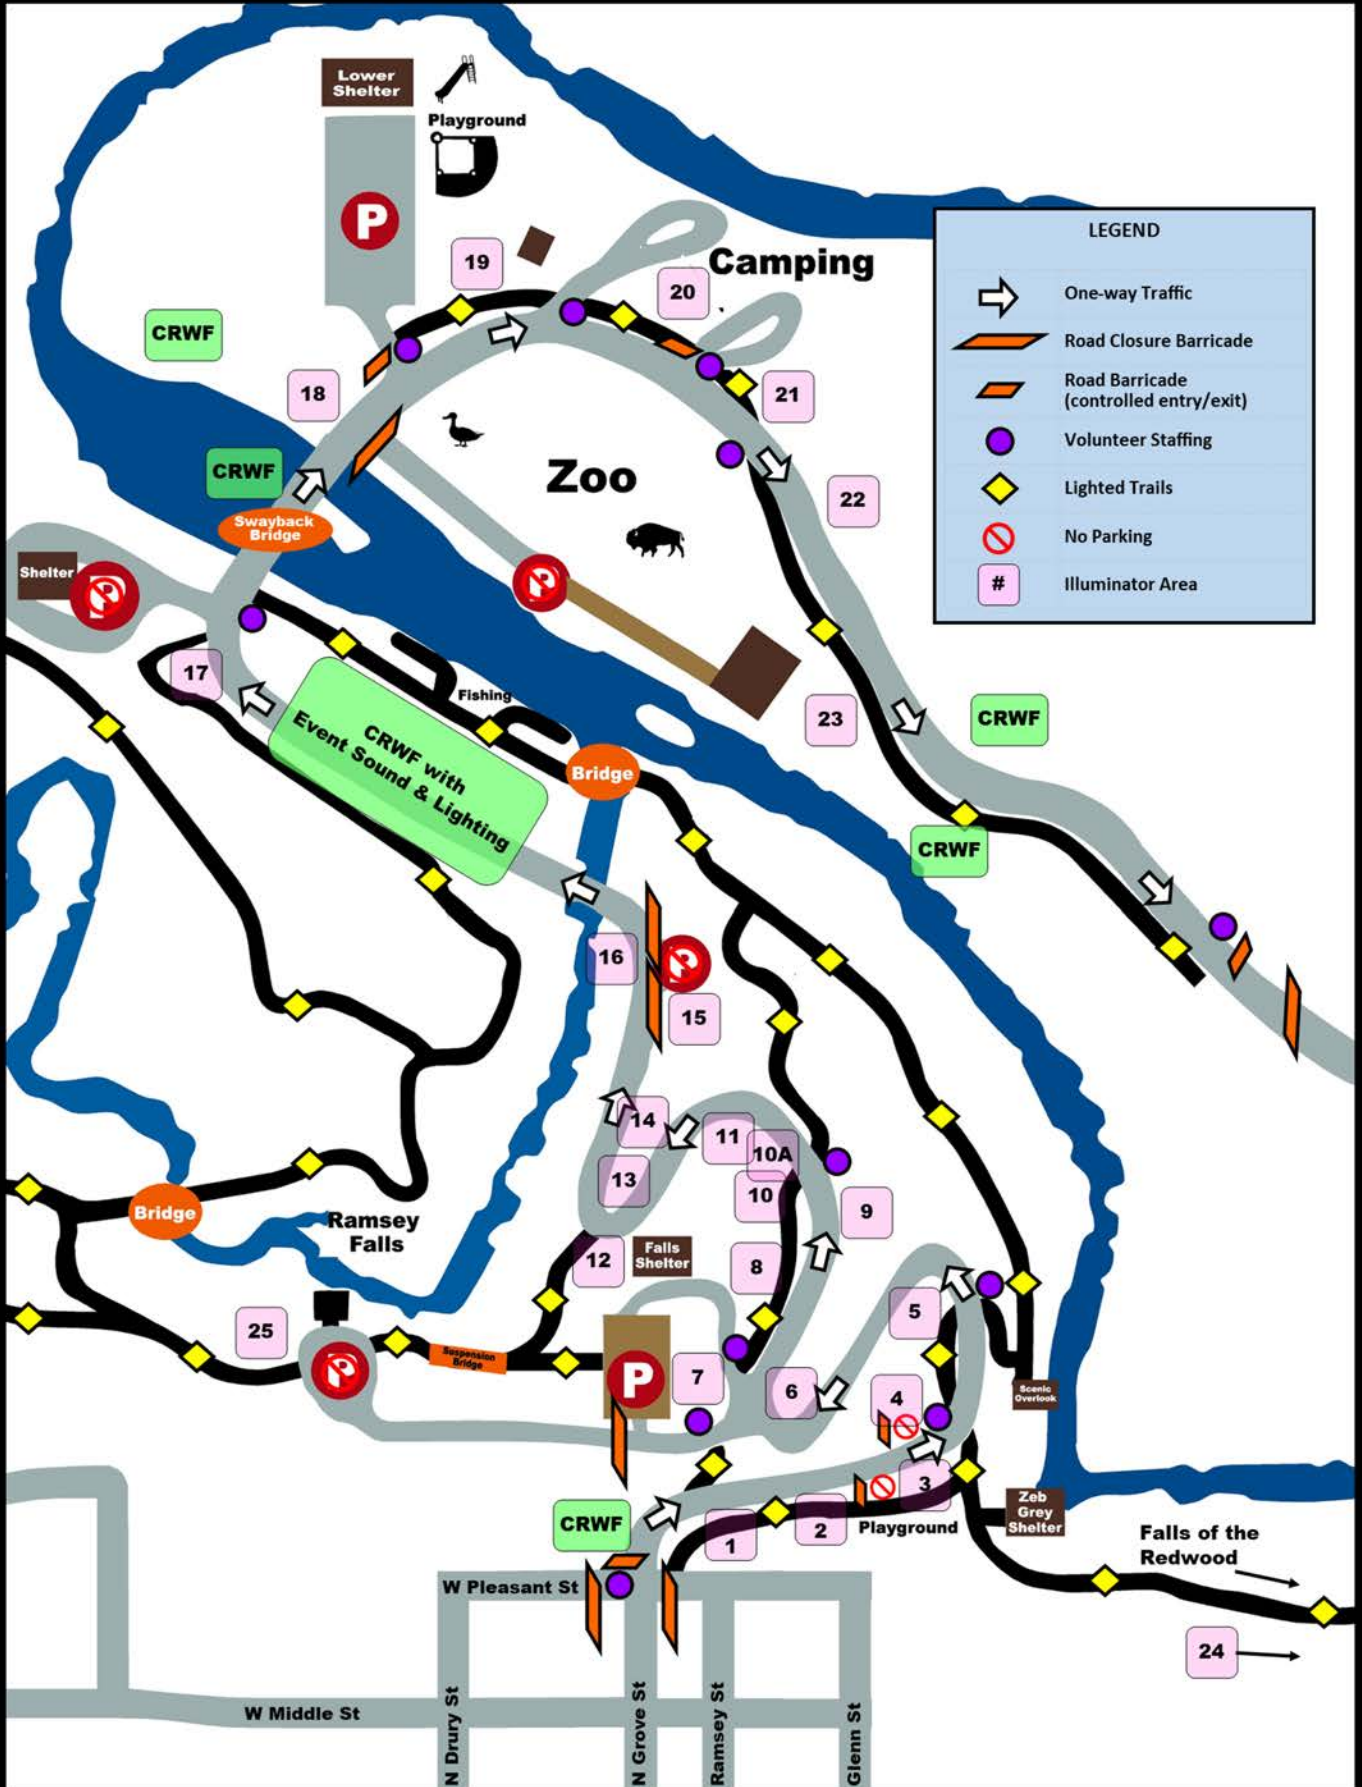 Lower
Shelter
Playground
P
19
Camping
20
CRWF
18
21
CRWF
Zoo
22
Swayback
Bridge
Shelter
P
P
17
Fishing
CRWF with
Event Sound & Lighting
Bridge
23
CRWF
CRWF
16
P
15
14
11
10A
13
10
9
Bridge
Ramsey
Falls
12
Falls
Shelter
8
5
25
P
Suspension
Bridge
P
7
6
4
Scenic
Overlook
3
CRWF
1
2
Playground
Zeb
Grey
Shelter
Falls of the
Redwood
24
W Pleasant St
W Middle St
N Drury St
N Grove St
Ramsey St
Glenn St
LEGEND
One-way Traffic
Road Closure Barricade
Road Barricade
(controlled entry/exit)
Volunteer Staffing
Lighted Trails
No Parking
# Illuminator Area